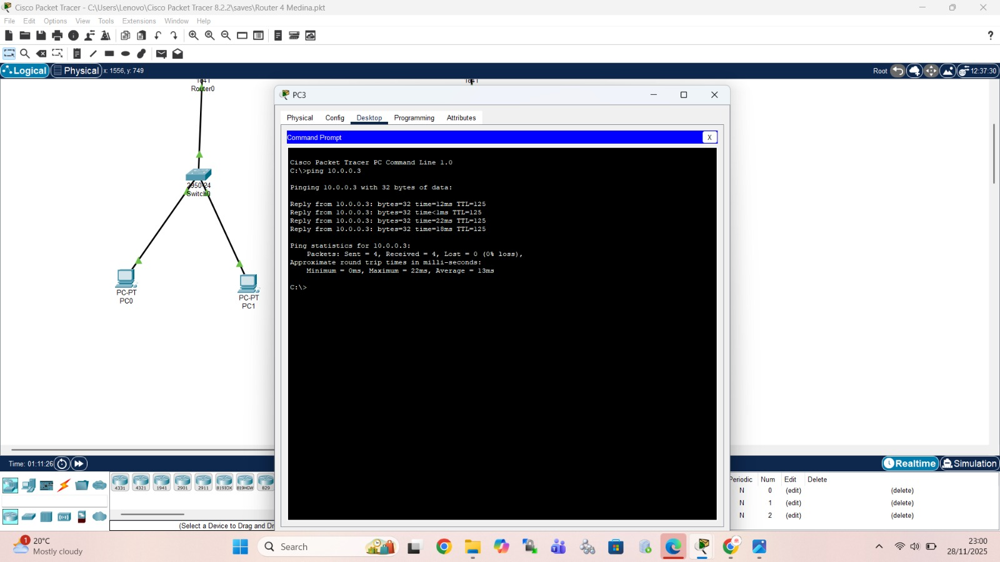 Cisco Packet Tracer - C:\Users\Lenovo\Cisco Packet Tracer 8.2.2\saves\Router 4 Medina.pkt
File Edit Options View Tools Extensions Window Help
?
Logical Physical x: 1556, y: 749
Root 12:37:30
1841
Router0
1841
2950-24
Switch0
PC-PT
PC0
PC-PT
PC1
PC3
Physical Config Desktop Programming Attributes
Command Prompt
X
Cisco Packet Tracer PC Command Line 1.0
C:\>ping 10.0.0.3
Pinging 10.0.0.3 with 32 bytes of data:
Reply from 10.0.0.3: bytes=32 time=12ms TTL=125
Reply from 10.0.0.3: bytes=32 time<1ms TTL=125
Reply from 10.0.0.3: bytes=32 time=22ms TTL=125
Reply from 10.0.0.3: bytes=32 time=18ms TTL=125
Ping statistics for 10.0.0.3:
Packets: Sent = 4, Received = 4, Lost = 0 (0% loss),
Approximate round trip times in milli-seconds:
Minimum = 0ms, Maximum = 22ms, Average = 13ms
C:\>
Time: 01:11:26
Realtime Simulation
4331 4321 1941 2901 2911 819IOX 819HGW 829
(Select a Device to Drag and Dr
Periodic Num Edit Delete
N 0 (edit) (delete)
N 1 (edit) (delete)
N 2 (edit) (delete)
1
20°C
Mostly cloudy
Search
23:00
28/11/2025